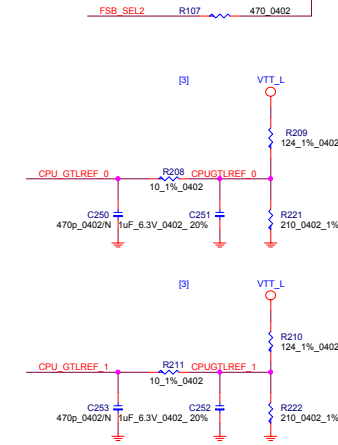 FSB_SEL2 R107 470_0402
[3] VTT_L
R209
124_1%_0402
CPU_GTLREF_0 R208 CPUGTLREF_0
10_1%_0402
C250 C251 R221
470p_0402/N 1uF_6.3V_0402_20% 210_0402_1%
[3] VTT_L
R210
124_1%_0402
CPU_GTLREF_1 R211 CPUGTLREF_1
10_1%_0402
C253 C252 R222
470p_0402/N 1uF_6.3V_0402_20% 210_0402_1%